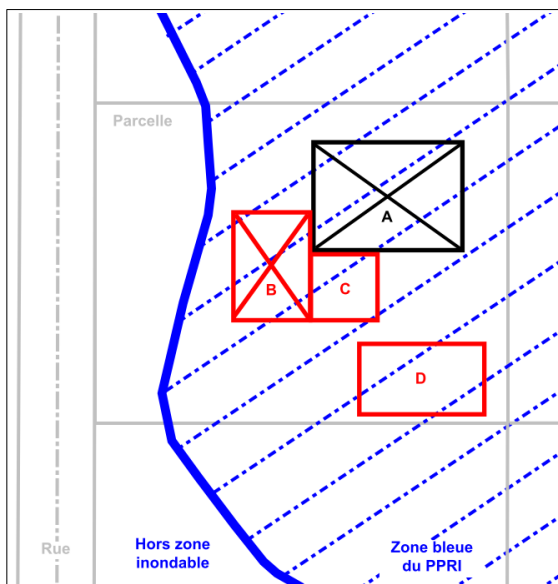 Parcelle
A
B
C
D
Rue
Hors zone
inondable
Zone bleue
du PPRI